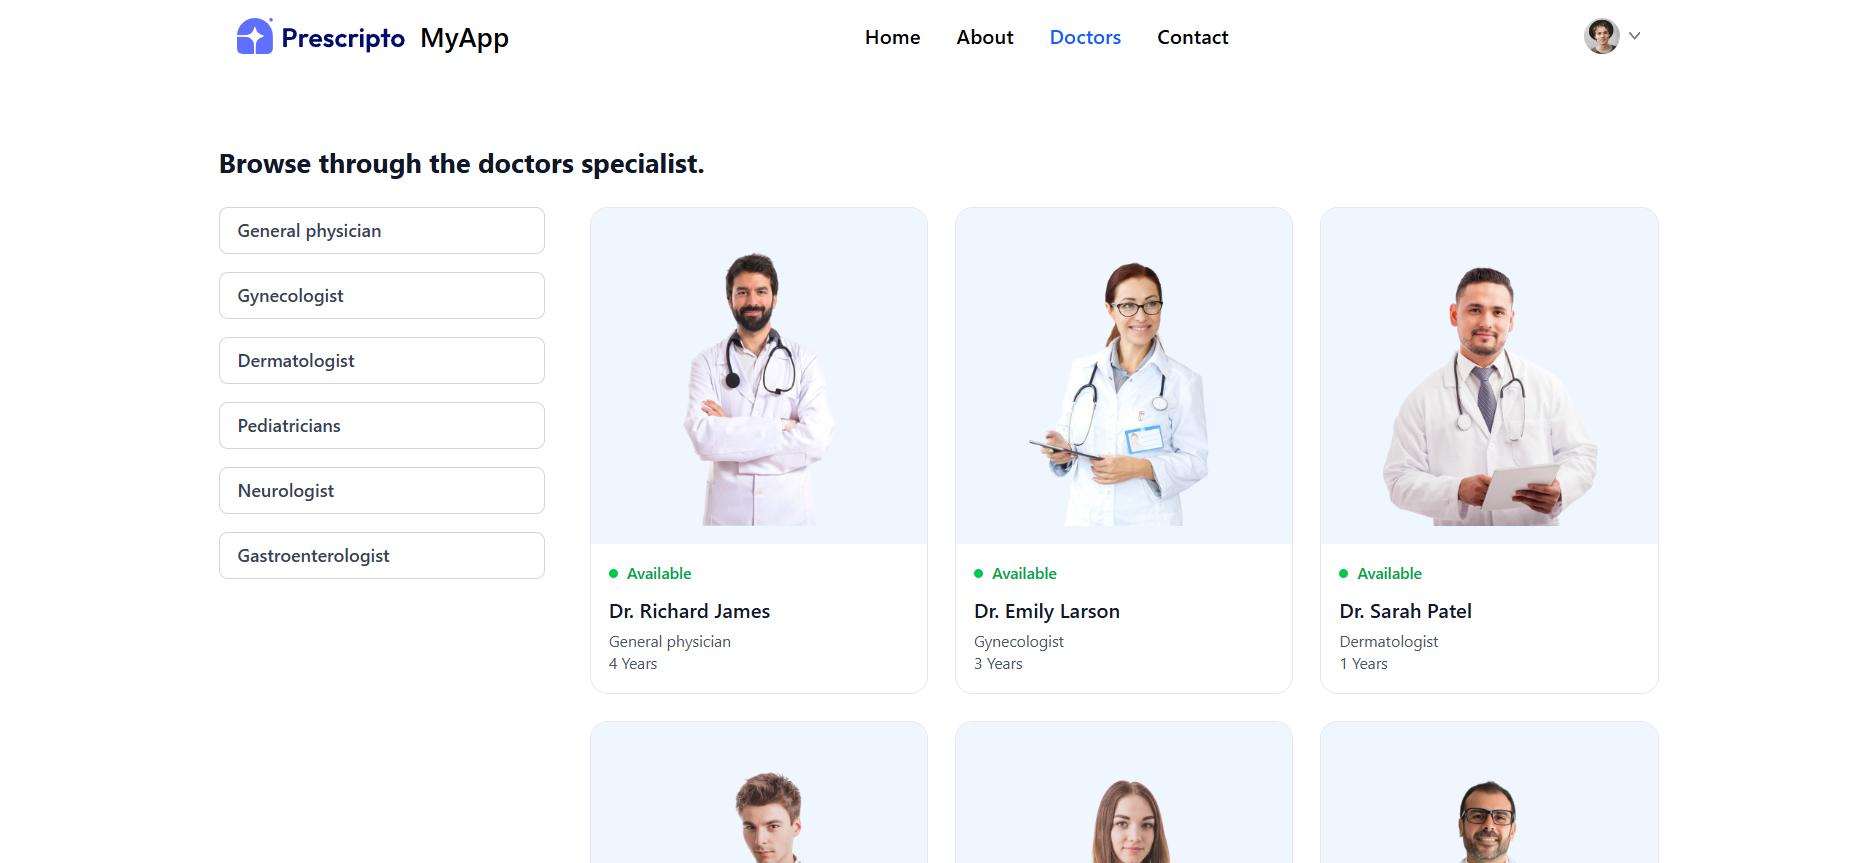 Prescripto MyApp Home About Doctors Contact
Browse through the doctors specialist.
General physician
Gynecologist
Dermatologist
Pediatricians
Neurologist
Gastroenterologist
Available
Dr. Richard James
General physician
4 Years
Available
Dr. Emily Larson
Gynecologist
3 Years
Available
Dr. Sarah Patel
Dermatologist
1 Years